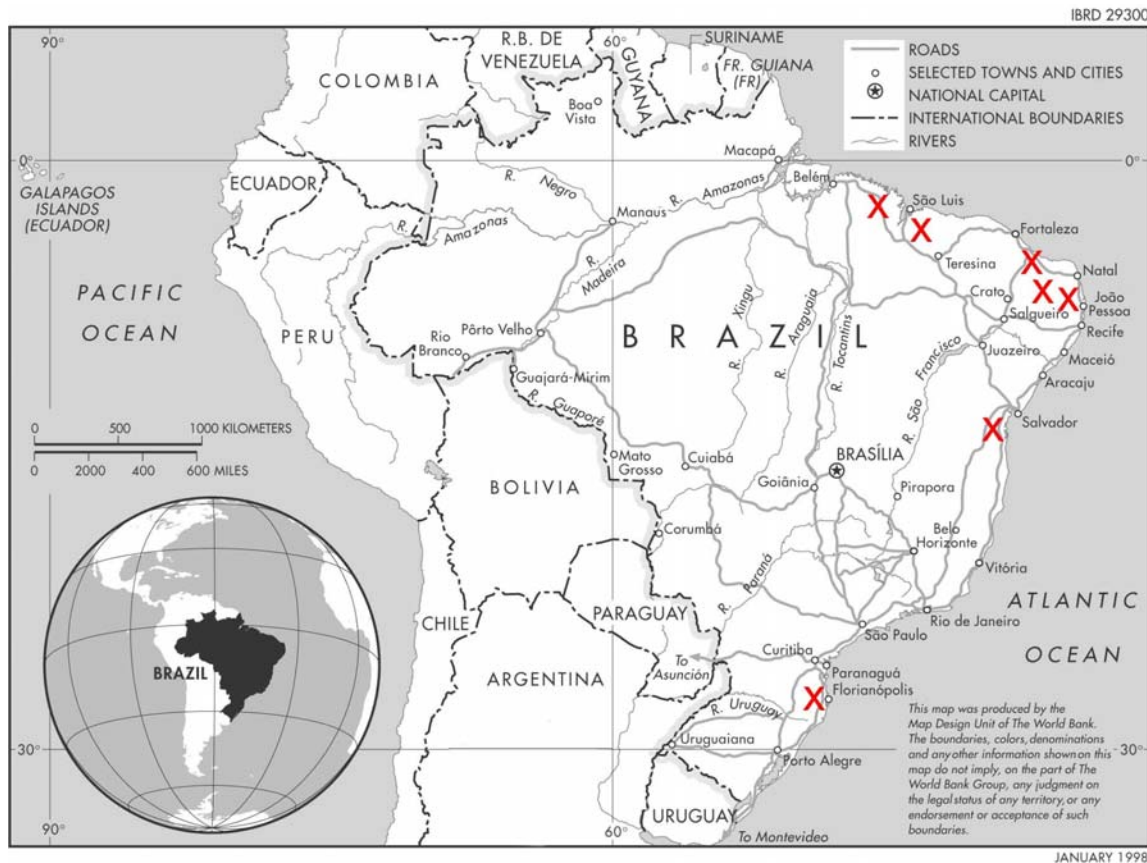 IBRD 29300
90°
60°
SURINAME
R.B. DE
VENEZUELA
GUYANA
FR. GUIANA
(FR)
COLOMBIA
ROADS
SELECTED TOWNS AND CITIES
NATIONAL CAPITAL
INTERNATIONAL BOUNDARIES
RIVERS
Boa
Vista
Macapá
0°
0°
ECUADOR
GALAPAGOS
ISLANDS
(ECUADOR)
R. Negro
R. Amazonas
Belém
São Luis
R. Amazonas
Manaus
Fortaleza
X
X
Teresina
X
Natal
R. Madeira
PACIFIC
OCEAN
PERU
Crato
X
X
João
Pessoa
Salgueiro
Recife
BRAZIL
R. Xingu
R. Araguaia
R. Tocantins
R. São Francisco
Pôrto Velho
Rio
Branco
Juazeiro
Maceió
Guajará-Mirim
Aracaju
R. Guaporé
Salvador
X
0 500 1000 KILOMETERS
0 2000 400 600 MILES
Mato
Grosso
Cuiabá
BRASÍLIA
Goiânia
Pirapora
BOLIVIA
Corumbá
Belo
Horizonte
Vitória
R. Paraná
PARAGUAY
CHILE
ATLANTIC
OCEAN
Rio de Janeiro
São Paulo
Curitiba
To
Asunción
Paranaguá
Florianópolis
BRAZIL
ARGENTINA
X
R. Uruguay
Uruguaiana
Porto Alegre
30°
30°
URUGUAY
To Montevideo
This map was produced by the
Map Design Unit of The World Bank.
The boundaries, colors, denominations
and any other information shown on this
map do not imply, on the part of The
World Bank Group, any judgment on
the legal status of any territory, or any
endorsement or acceptance of such
boundaries.
90°
60°
JANUARY 1998